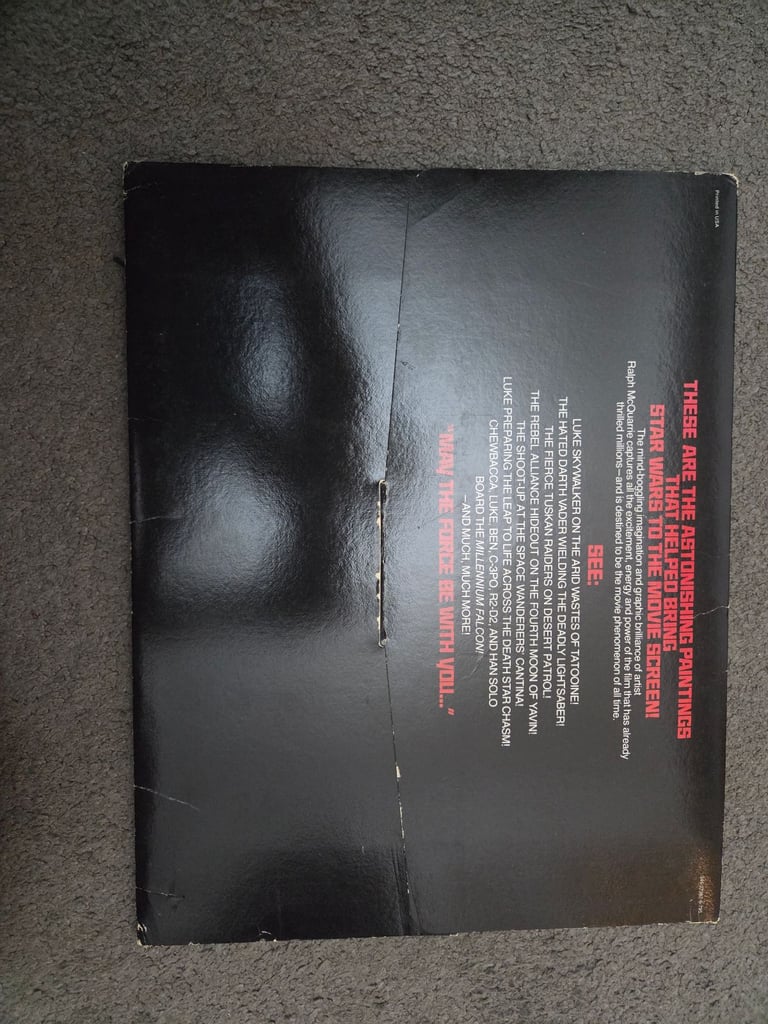 Printed in USA
THESE ARE THE ASTONISHING PAINTINGS
THAT HELPED BRING
STAR WARS TO THE MOVIE SCREEN!
The mind-boggling imagination and graphic brilliance of artist
Ralph McQuarrie captures all the excitement, energy and power of the film that has already
thrilled millions—and is destined to be the movie phenomenon of all time.
SEE:
LUKE SKYWALKER ON THE ARID WASTES OF TATOOINE!
THE HATED DARTH VADER WIELDING THE DEADLY LIGHTSABER!
THE FIERCE TUSKAN RAIDERS ON DESERT PATROL!
THE REBEL ALLIANCE HIDEOUT ON THE FOURTH MOON OF YAVIN!
THE SHOOT-UP AT THE SPACE WANDERERS' CANTINA!
LUKE PREPARING THE LEAP TO LIFE ACROSS THE DEATH STAR CHASM!
CHEWBACCA, LUKE, BEN, C-3PO, R2-D2, AND HAN SOLO
BOARD THE MILLENNIUM FALCON!
—AND MUCH, MUCH MORE!
"MAY THE FORCE BE WITH YOU..."